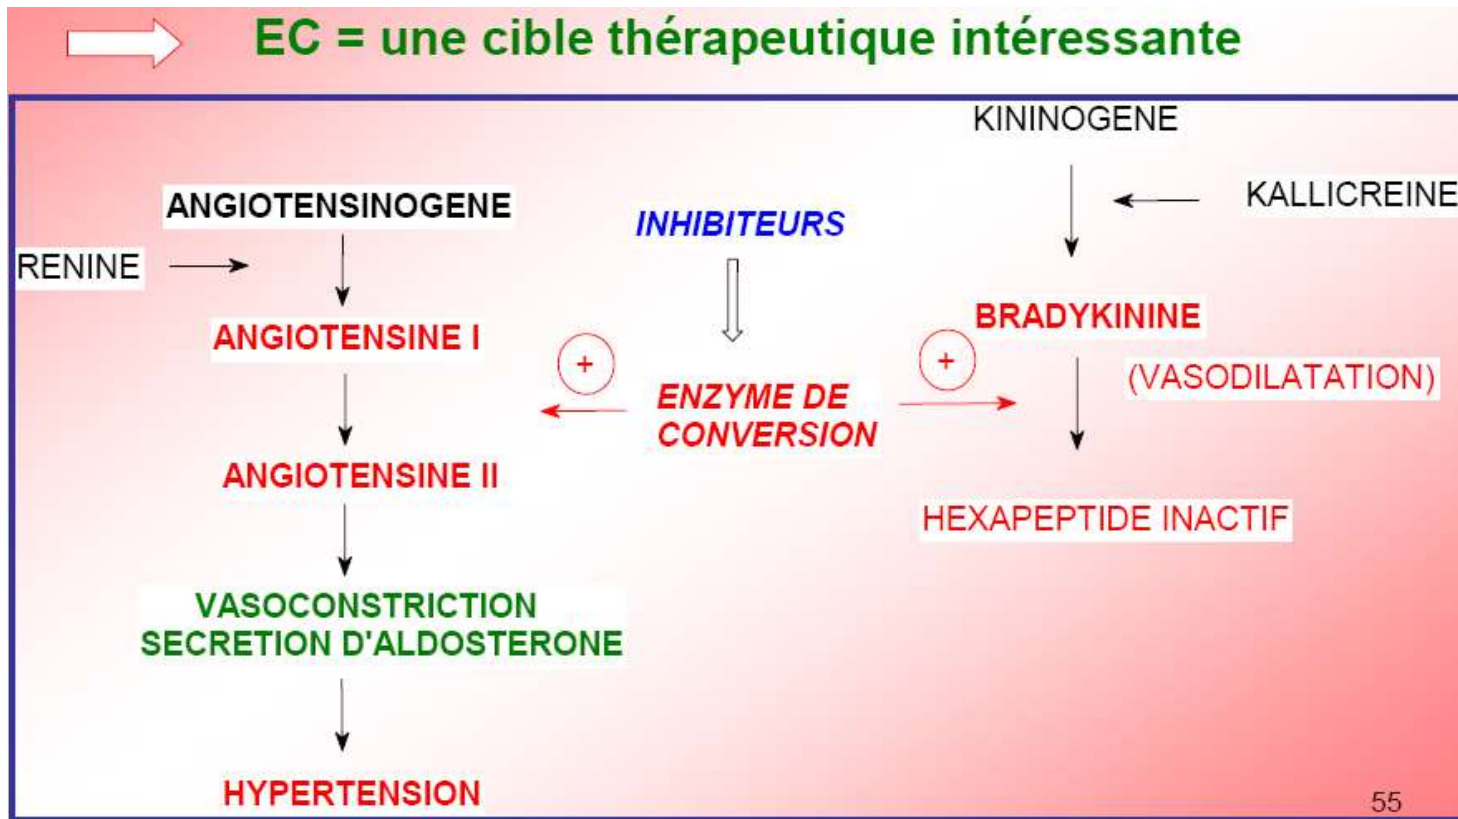 EC = une cible thérapeutique intéressante
KININOGENE
KALLICREINE
ANGIOTENSINOGENE
INHIBITEURS
RENINE
BRADYKININE
ANGIOTENSINE I
+
+
(VASODILATATION)
ENZYME DE
CONVERSION
ANGIOTENSINE II
HEXAPEPTIDE INACTIF
VASOCONSTRICTION
SECRETION D'ALDOSTERONE
HYPERTENSION
55